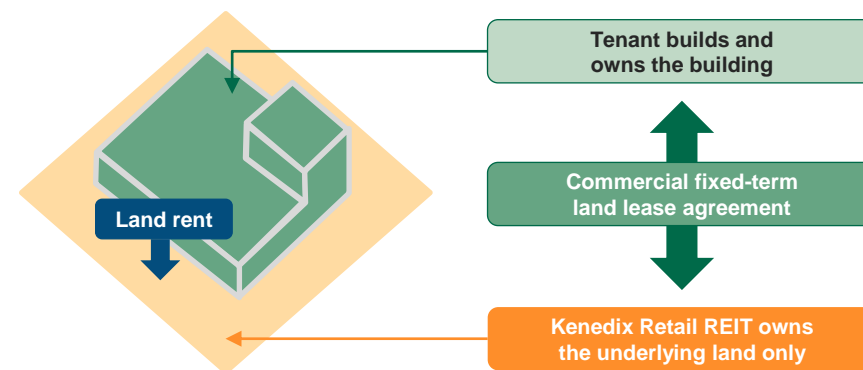 Tenant builds and
owns the building
Commercial fixed-term
land lease agreement
Land rent
Kenedix Retail REIT owns
the underlying land only